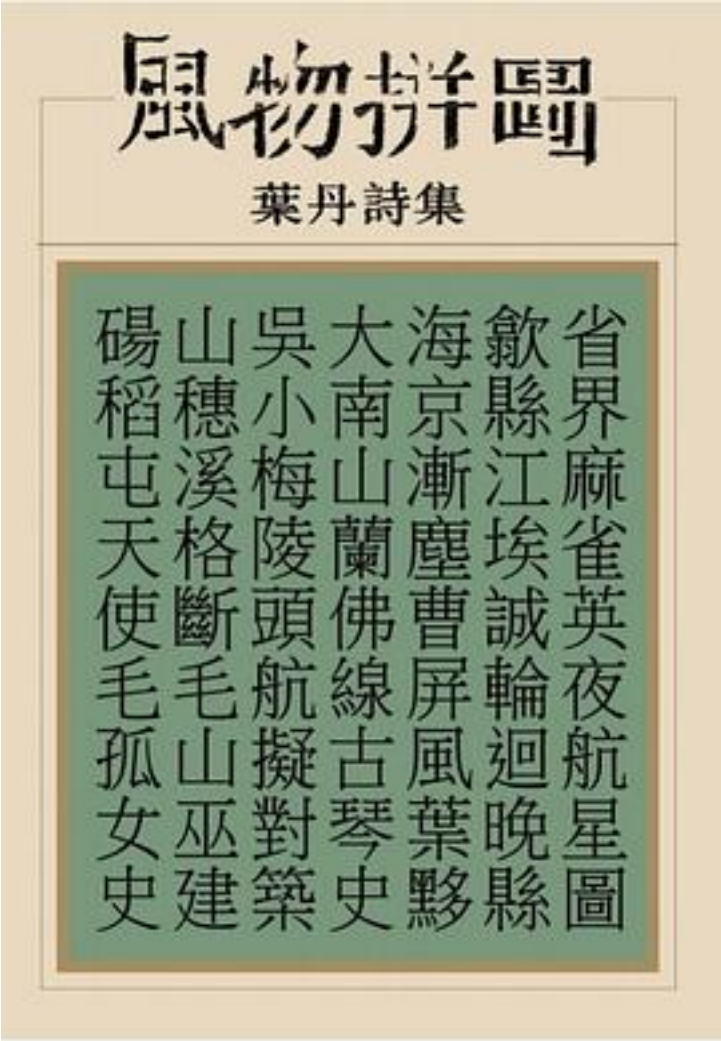 風物拼圖
葉丹詩集
碭山吳大海歙省
稻穗小南京縣界
屯溪梅山漸江麻
天格陵蘭塵埃雀
使斷頭佛曹誠英
毛毛航線屏輪夜
孤山擬古風迴航
女巫對琴葉晚星
史建築史黟縣圖